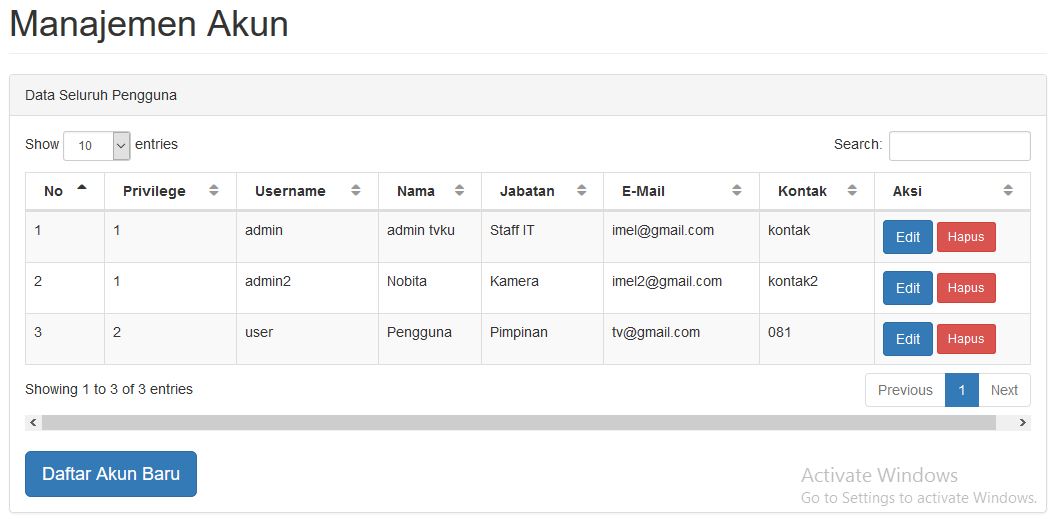 Manajemen Akun
Data Seluruh Pengguna
Show 10 entries Search:
No Privilege Username Nama Jabatan E-Mail Kontak Aksi
1 1 admin admin tvku Staff IT imel@gmail.com kontak Edit Hapus
2 1 admin2 Nobita Kamera imel2@gmail.com kontak2 Edit Hapus
3 2 user Pengguna Pimpinan tv@gmail.com 081 Edit Hapus
Showing 1 to 3 of 3 entries Previous 1 Next
Daftar Akun Baru
Activate Windows
Go to Settings to activate Windows.